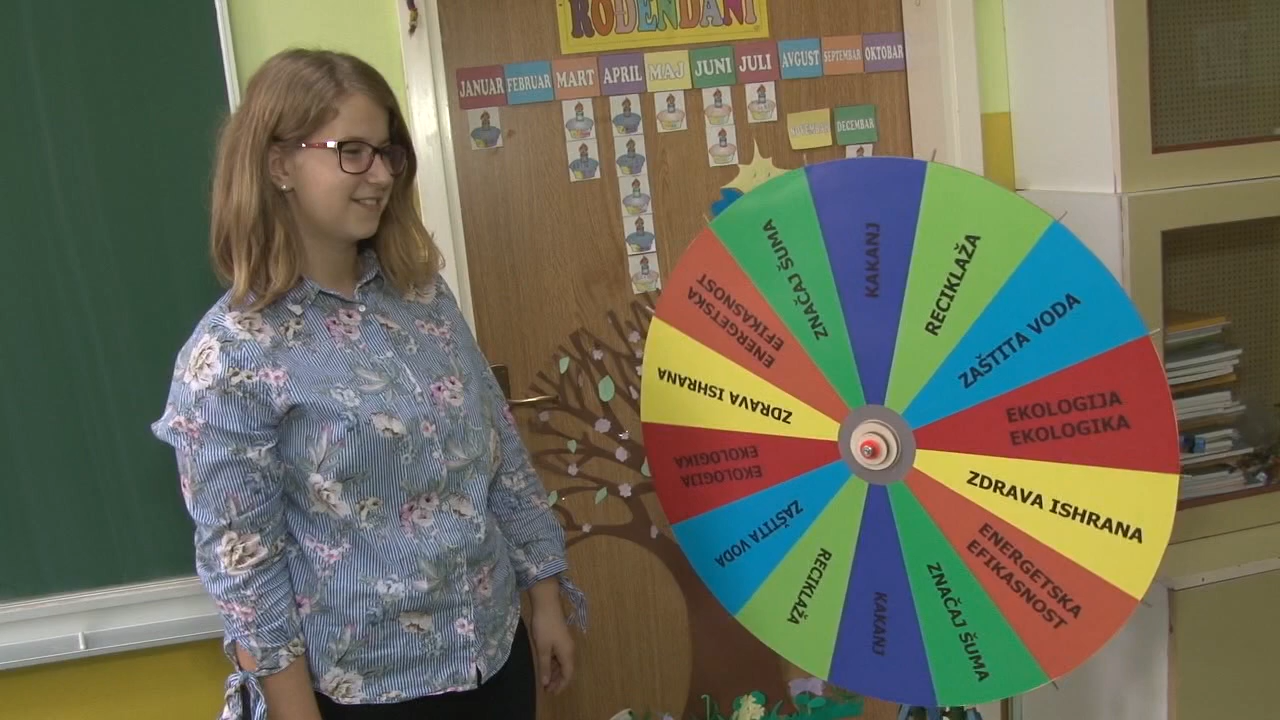 ROĐENDANI
JANUAR FEBRUAR MART APRIL MAJ JUNI JULI AVGUST SEPTEMBAR OKTOBAR
NOVEMBAR DECEMBAR
KAKANJ
RECIKLAŽA
ZAŠTITA VODA
EKOLOGIJA
EKOLOGIKA
ZDRAVA ISHRANA
ENERGETSKA
EFIKASNOST
ZNAČAJ ŠUMA
KAKANJ
RECIKLAŽA
ZAŠTITA VODA
EKOLOGIJA
EKOLOGIKA
ZDRAVA ISHRANA
ENERGETSKA
EFIKASNOST
ZNAČAJ ŠUMA